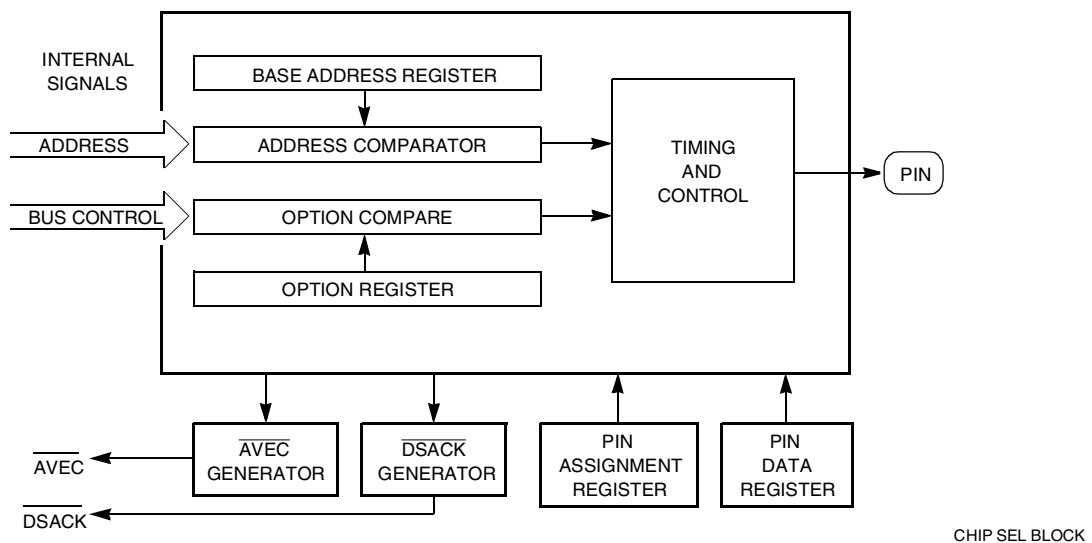 INTERNAL
SIGNALS
BASE ADDRESS REGISTER
ADDRESS
ADDRESS COMPARATOR
TIMING
AND
CONTROL
PIN
BUS CONTROL
OPTION COMPARE
OPTION REGISTER
AVEC
GENERATOR
DSACK
GENERATOR
PIN
ASSIGNMENT
REGISTER
PIN
DATA
REGISTER
AVEC
DSACK
CHIP SEL BLOCK